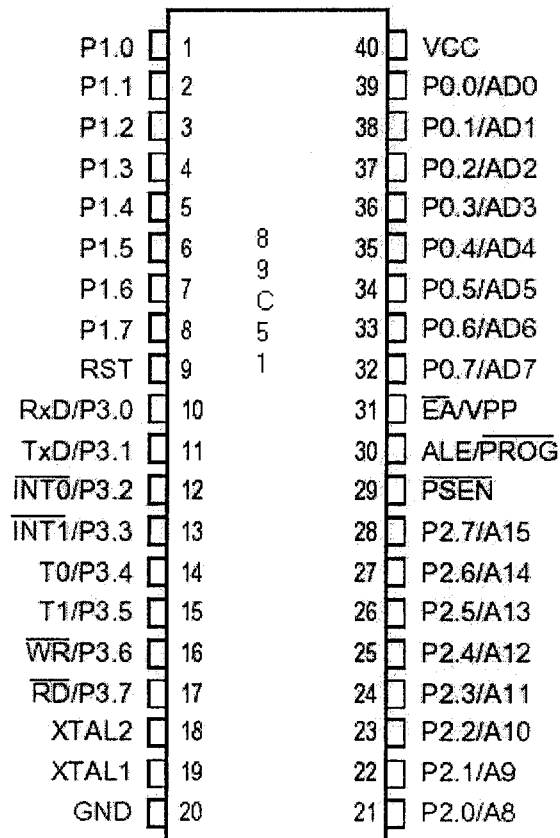 P1.0 1 40 VCC
P1.1 2 39 P0.0/AD0
P1.2 3 38 P0.1/AD1
P1.3 4 37 P0.2/AD2
P1.4 5 36 P0.3/AD3
P1.5 6 35 P0.4/AD4
P1.6 7 34 P0.5/AD5
P1.7 8 33 P0.6/AD6
RST 9 32 P0.7/AD7
RxD/P3.0 10 31 E̅A̅/VPP
TxD/P3.1 11 30 ALE/P̅R̅O̅G̅
I̅N̅T̅0̅/P3.2 12 29 P̅S̅E̅N̅
I̅N̅T̅1̅/P3.3 13 28 P2.7/A15
T0/P3.4 14 27 P2.6/A14
T1/P3.5 15 26 P2.5/A13
W̅R̅/P3.6 16 25 P2.4/A12
R̅D̅/P3.7 17 24 P2.3/A11
XTAL2 18 23 P2.2/A10
XTAL1 19 22 P2.1/A9
GND 20 21 P2.0/A8
8
9
C
5
1